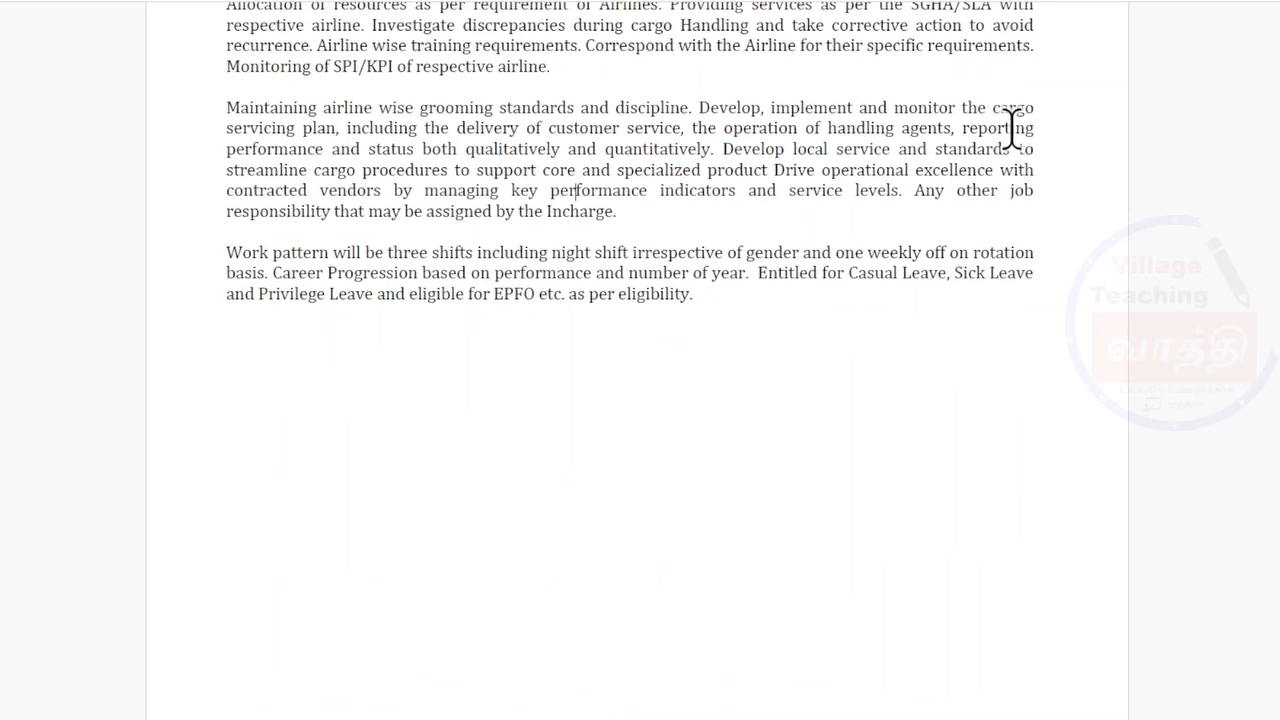 Allocation of resources as per requirement of Airlines. Providing services as per the SGHA/SLA with
respective airline. Investigate discrepancies during cargo Handling and take corrective action to avoid
recurrence. Airline wise training requirements. Correspond with the Airline for their specific requirements.
Monitoring of SPI/KPI of respective airline.
Maintaining airline wise grooming standards and discipline. Develop, implement and monitor the cargo
servicing plan, including the delivery of customer service, the operation of handling agents, reporting
performance and status both qualitatively and quantitatively. Develop local service and standards to
streamline cargo procedures to support core and specialized product Drive operational excellence with
contracted vendors by managing key performance indicators and service levels. Any other job
responsibility that may be assigned by the Incharge.
Work pattern will be three shifts including night shift irrespective of gender and one weekly off on rotation
basis. Career Progression based on performance and number of year. Entitled for Casual Leave, Sick Leave
and Privilege Leave and eligible for EPFO etc. as per eligibility.
Village
Teaching
வாத்தி